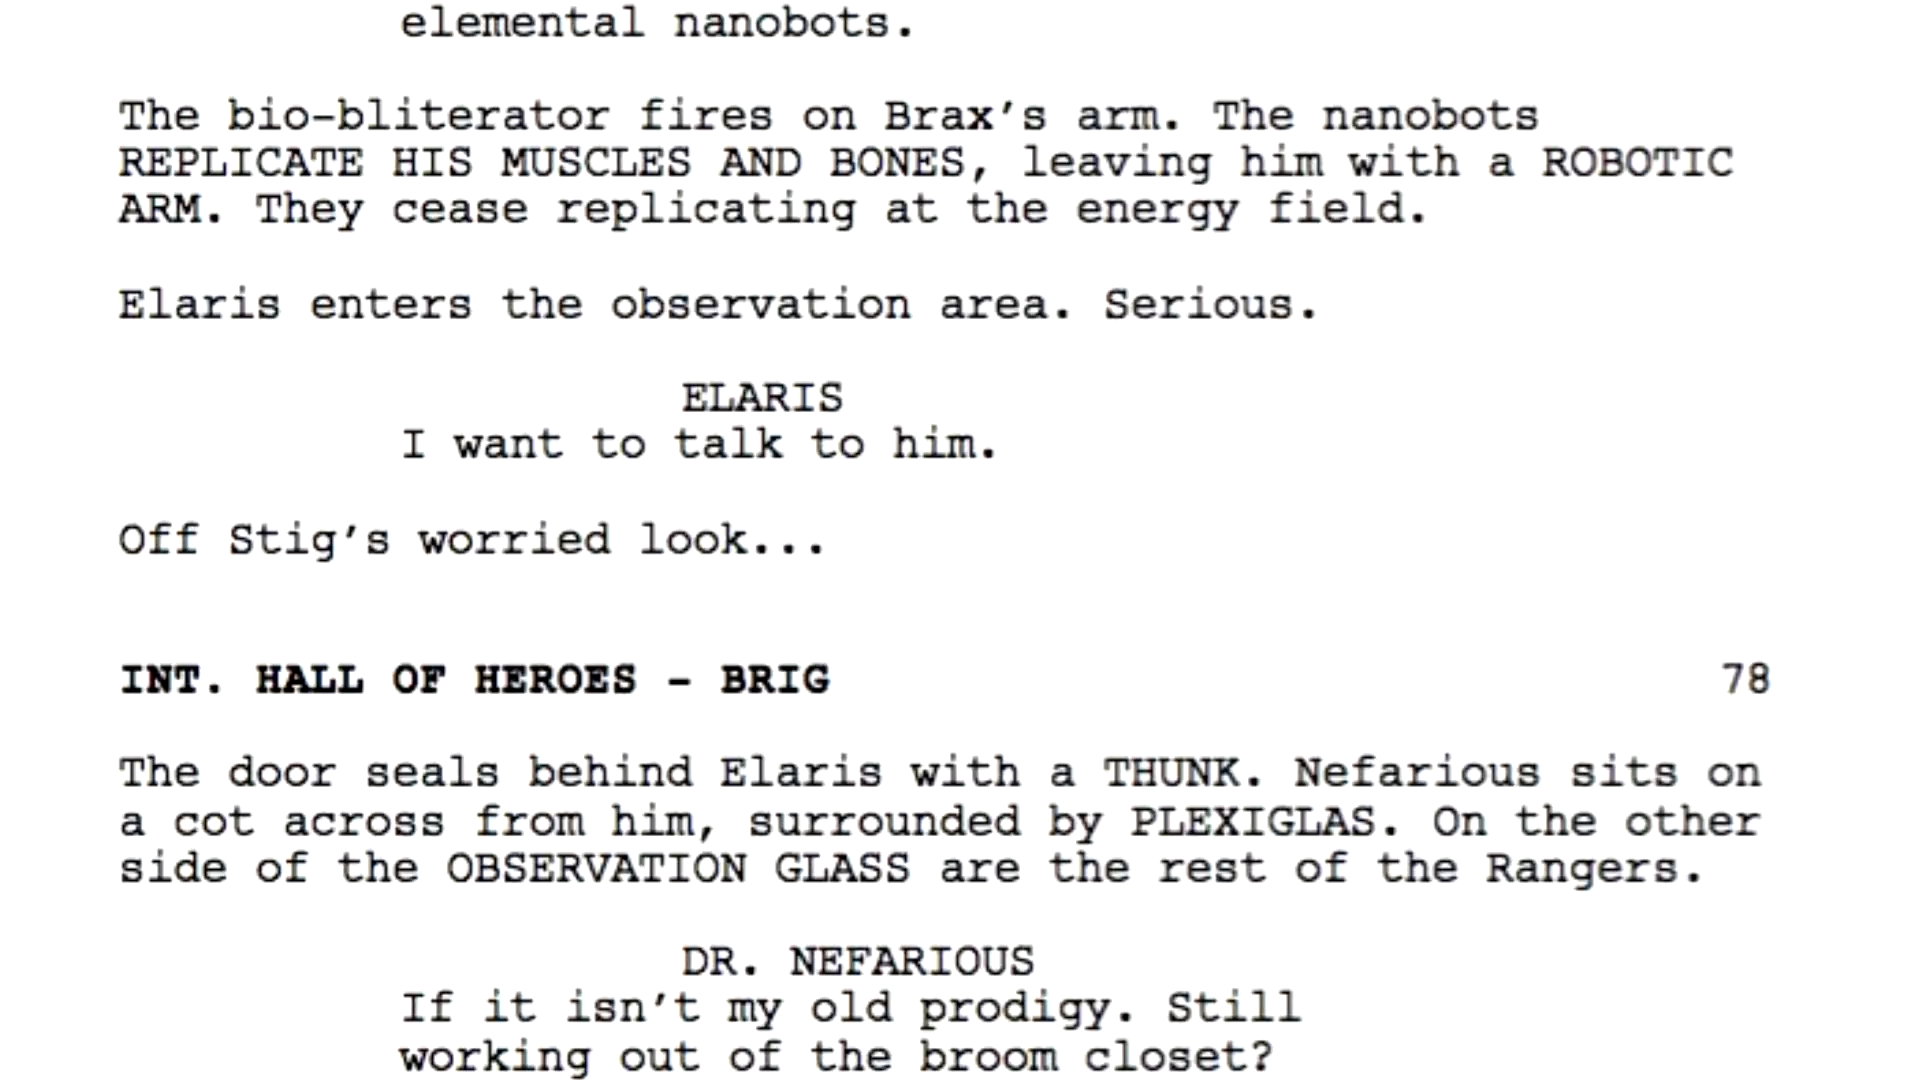 elemental nanobots.
The bio-bliterator fires on Brax's arm. The nanobots
REPLICATE HIS MUSCLES AND BONES, leaving him with a ROBOTIC
ARM. They cease replicating at the energy field.
Elaris enters the observation area. Serious.
ELARIS
I want to talk to him.
Off Stig's worried look...
INT. HALL OF HEROES - BRIG 78
The door seals behind Elaris with a THUNK. Nefarious sits on
a cot across from him, surrounded by PLEXIGLAS. On the other
side of the OBSERVATION GLASS are the rest of the Rangers.
DR. NEFARIOUS
If it isn't my old prodigy. Still
working out of the broom closet?